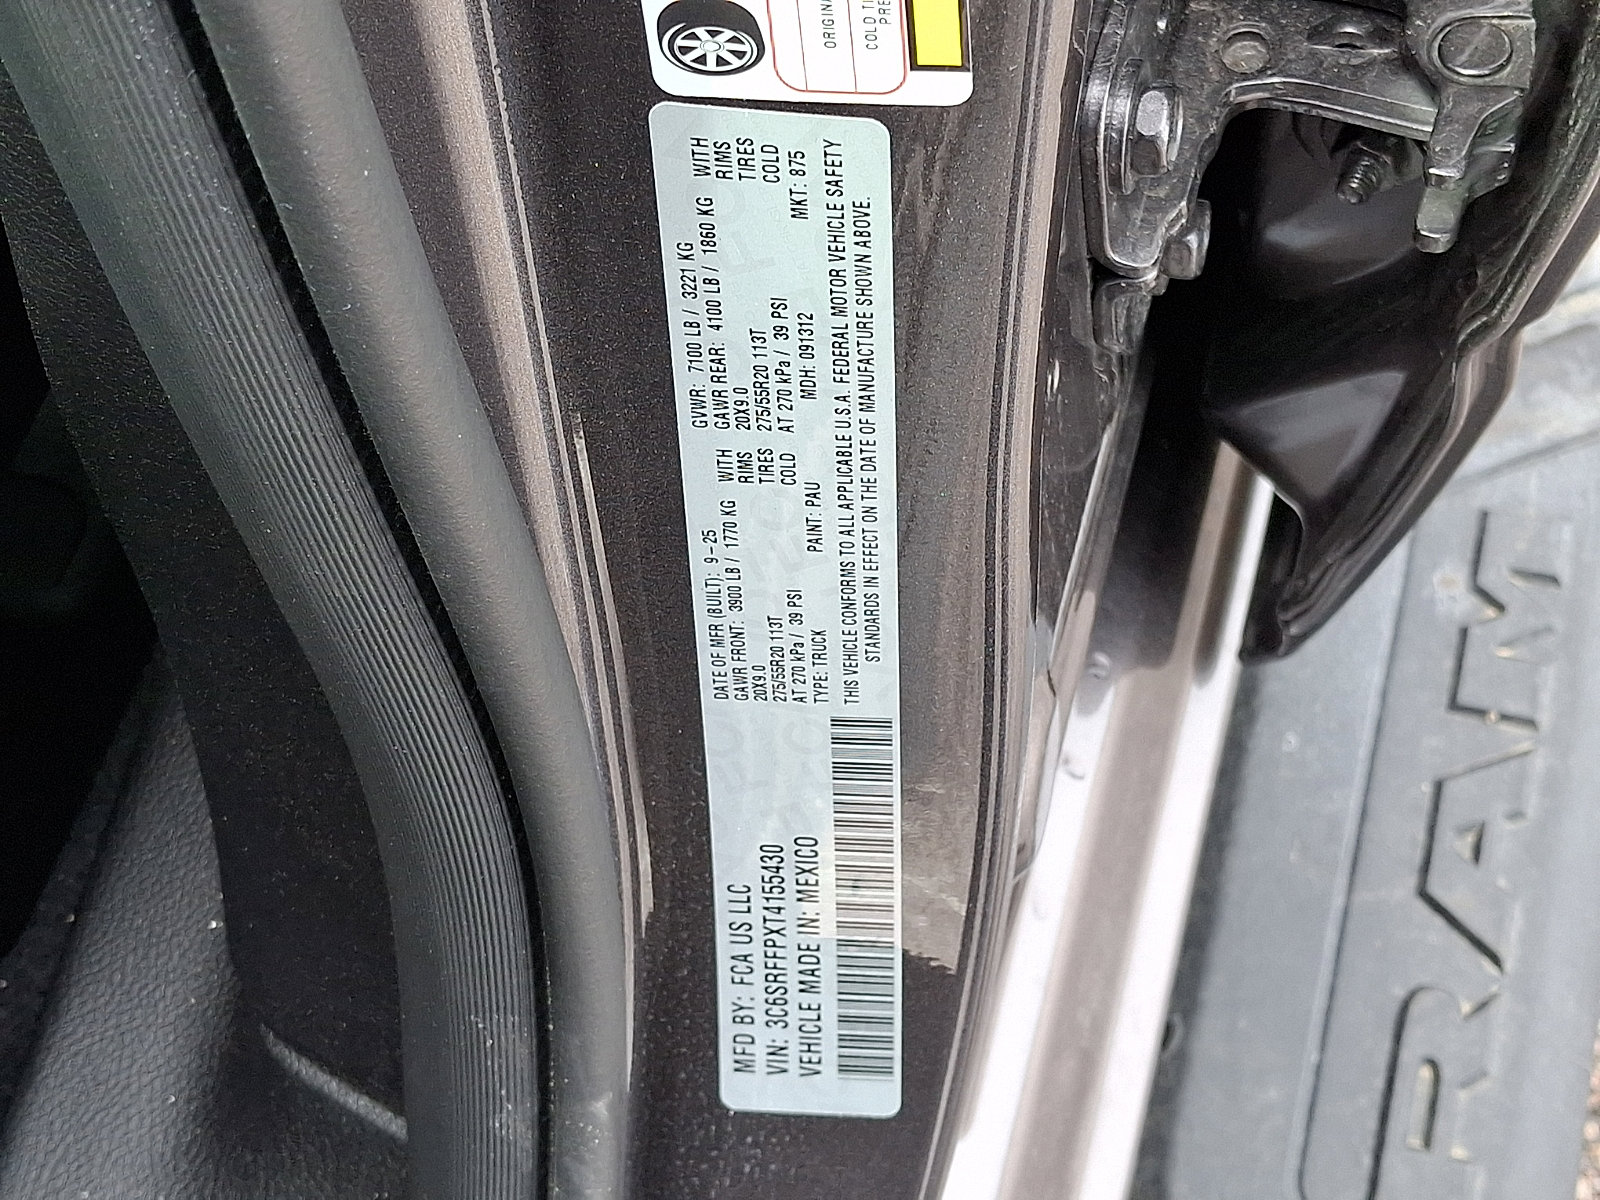 ORIGINA
COLD TI
PRE
MFD BY: FCA US LLC
VIN: 3C6SRFFPXT4155430
VEHICLE MADE IN: MEXICO
DATE OF MFR (BUILT): 9-25 GVWR: 7100 LB / 3221 KG
GAWR FRONT: 3900 LB / 1770 KG WITH GAWR REAR: 4100 LB / 1860 KG WITH
20X9.0 RIMS 20X9.0 RIMS
275/55R20 113T TIRES 275/55R20 113T TIRES
AT 270 kPa / 39 PSI COLD AT 270 kPa / 39 PSI COLD
TYPE: TRUCK PAINT: PAU MDH: 091312 MKT: 875
THIS VEHICLE CONFORMS TO ALL APPLICABLE U.S.A. FEDERAL MOTOR VEHICLE SAFETY
STANDARDS IN EFFECT ON THE DATE OF MANUFACTURE SHOWN ABOVE.
RAM